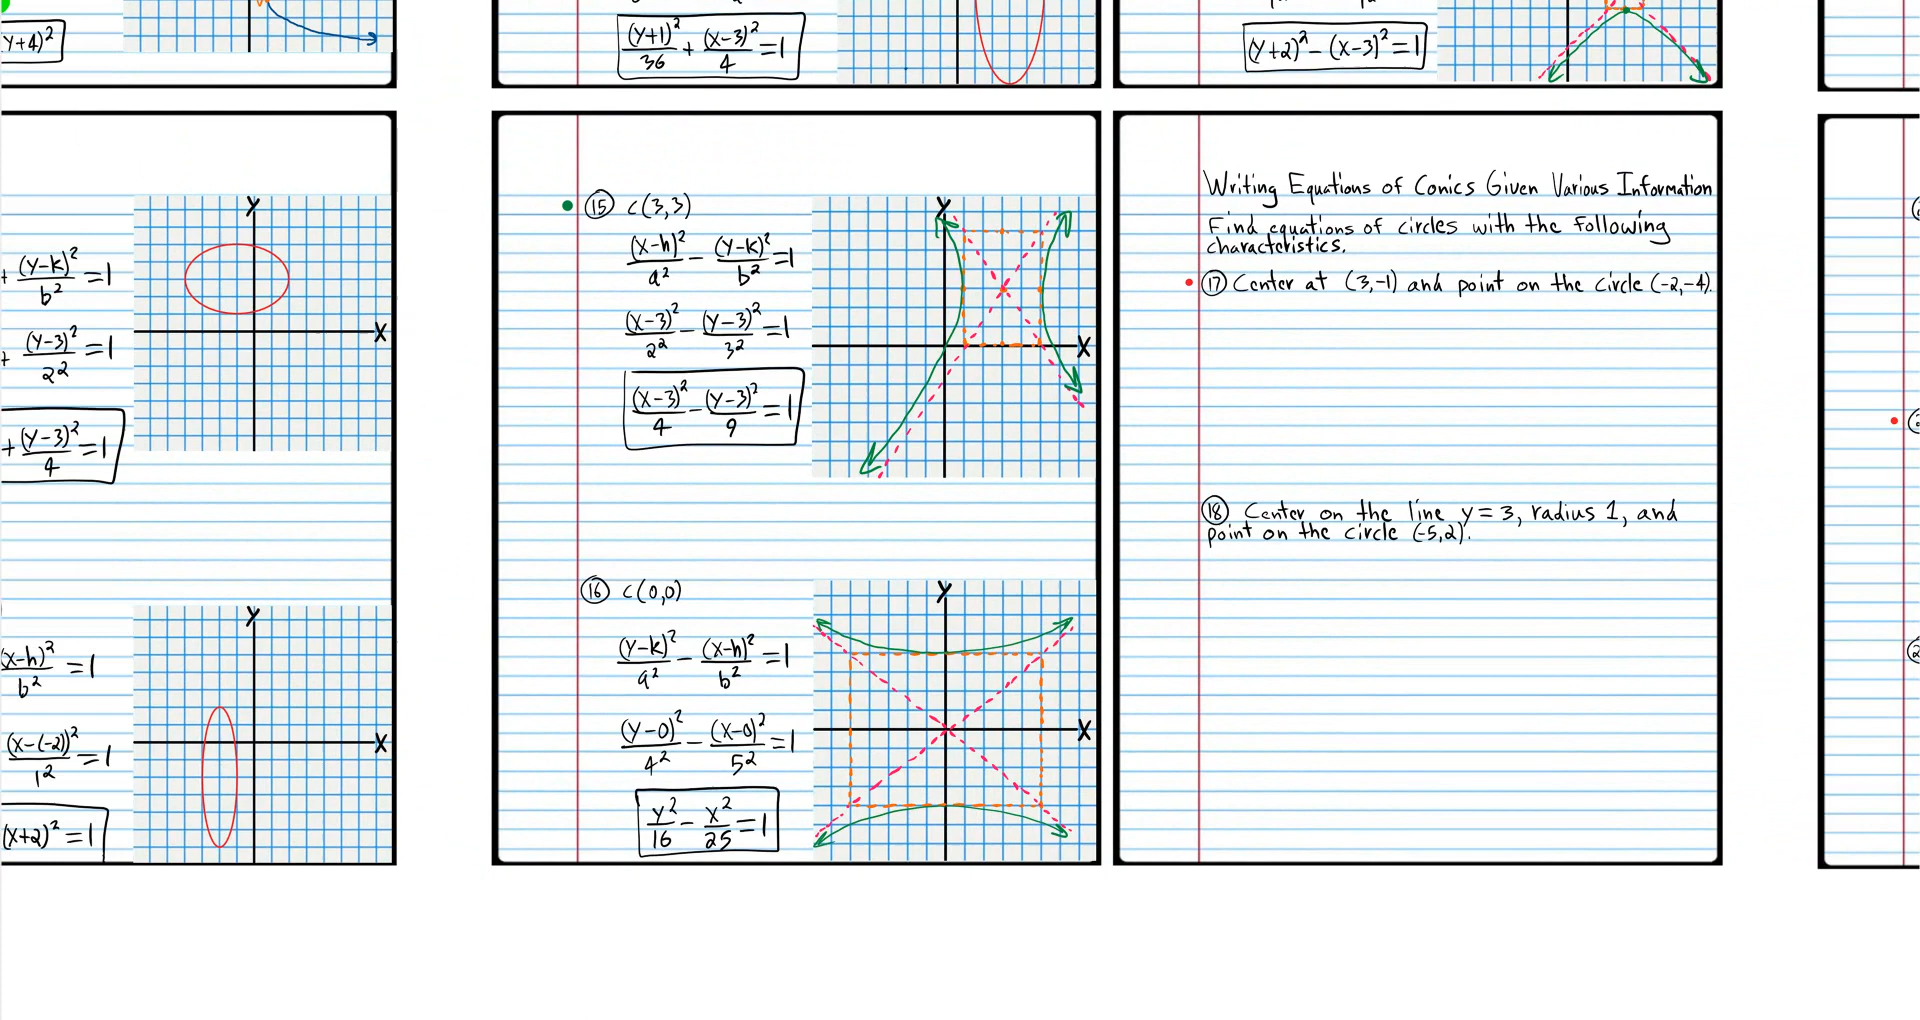 y+4)²
(y+1)²/36 + (x-3)²/4 = 1
(y+2)² - (x-3)² = 1
+ (y-k)²/b² = 1
+ (y-3)²/2² = 1
+ (y-3)²/4 = 1
Y
X
(x-h)²/b² = 1
(x-(-2))²/1² = 1
(x+2)² = 1
Y
X
15 C(3,3)
(x-h)²/a² - (y-k)²/b² = 1
(x-3)²/2² - (y-3)²/3² = 1
(x-3)²/4 - (y-3)²/9 = 1
Y
X
16 C(0,0)
(y-k)²/a² - (x-h)²/b² = 1
(y-0)²/4² - (x-0)²/5² = 1
y²/16 - x²/25 = 1
Y
X
Writing Equations of Conics Given Various Information
Find equations of circles with the following
characteristics.
17 Center at (3,-1) and point on the circle (-2,-4).
18 Center on the line y = 3, radius 1, and
point on the circle (-5,2).